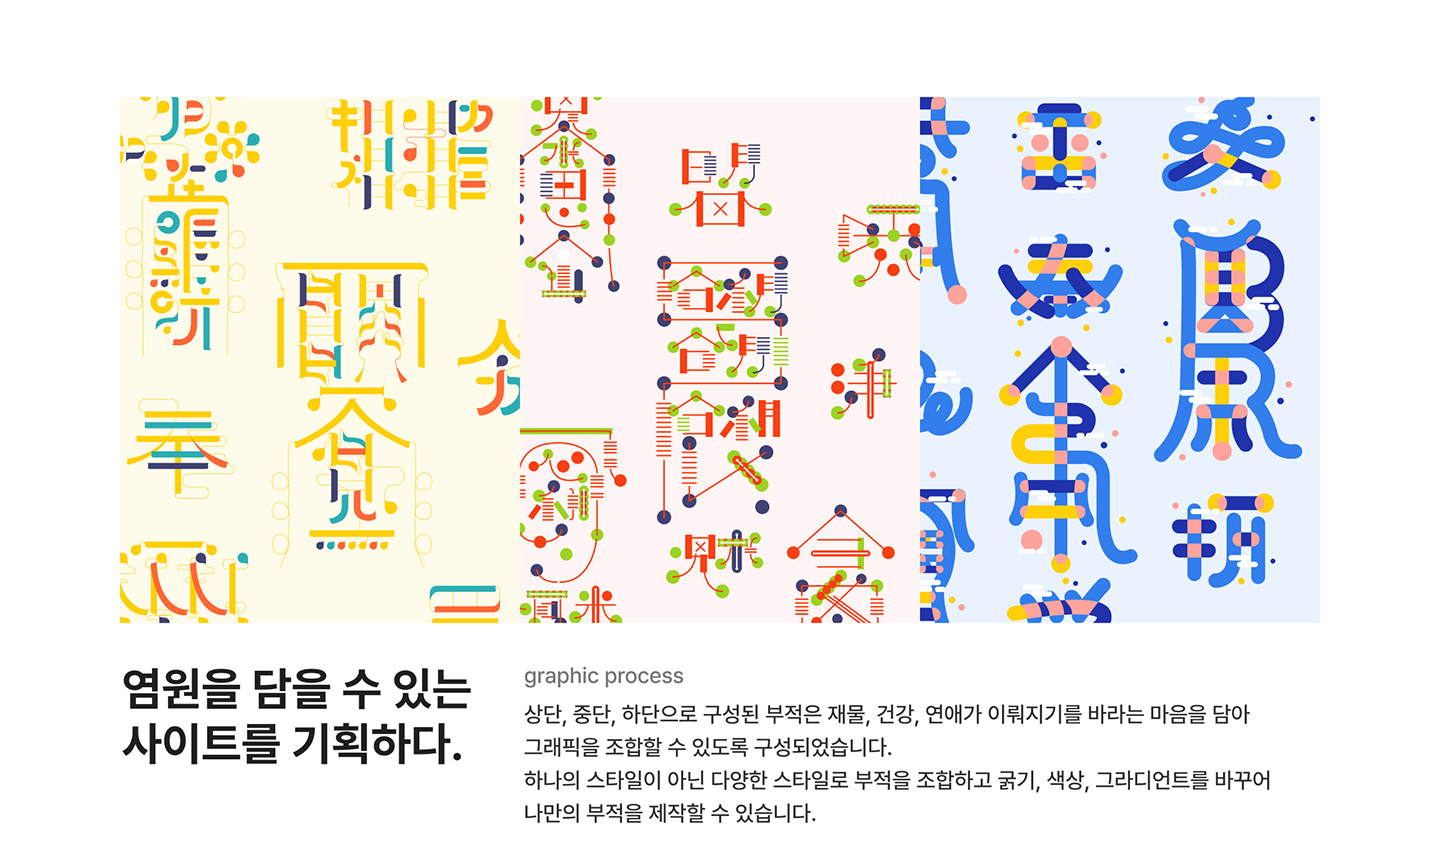 염원을 담을 수 있는
사이트를 기획하다.
graphic process
상단, 중단, 하단으로 구성된 부적은 재물, 건강, 연애가 이뤄지기를 바라는 마음을 담아
그래픽을 조합할 수 있도록 구성되었습니다.
하나의 스타일이 아닌 다양한 스타일로 부적을 조합하고 굵기, 색상, 그라디언트를 바꾸어
나만의 부적을 제작할 수 있습니다.